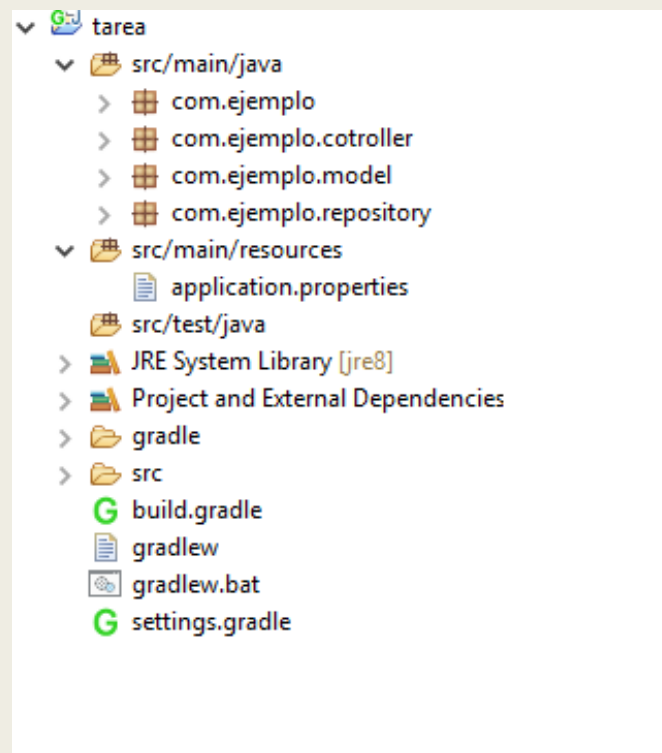 tarea
src/main/java
com.ejemplo
com.ejemplo.cotroller
com.ejemplo.model
com.ejemplo.repository
src/main/resources
application.properties
src/test/java
JRE System Library [jre8]
Project and External Dependencies
gradle
src
build.gradle
gradlew
gradlew.bat
settings.gradle